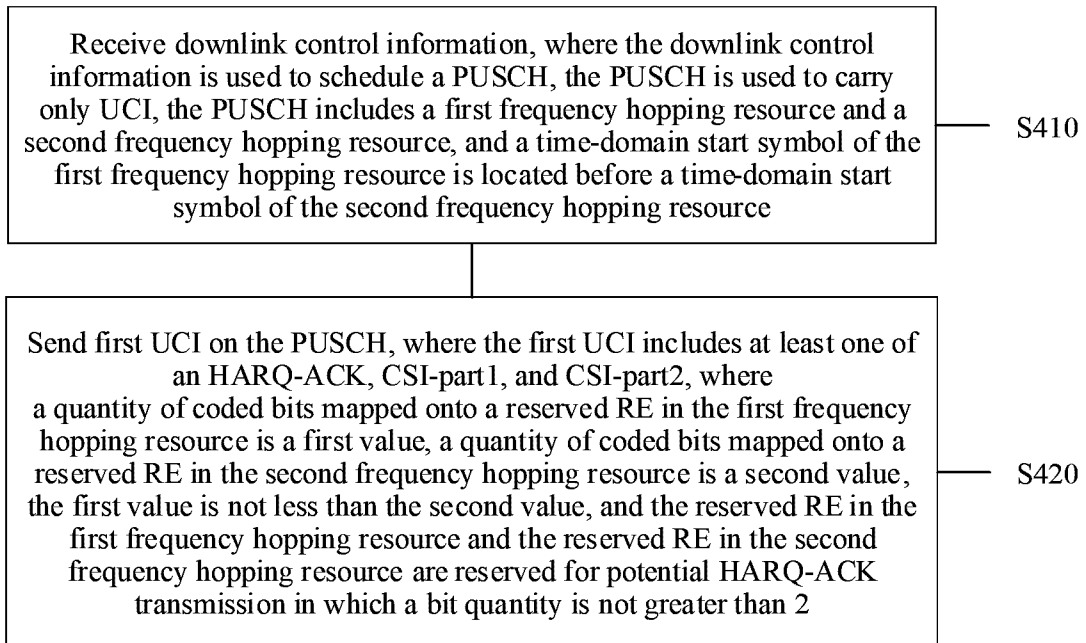 Receive downlink control information, where the downlink control
information is used to schedule a PUSCH, the PUSCH is used to carry
only UCI, the PUSCH includes a first frequency hopping resource and a
second frequency hopping resource, and a time-domain start symbol of the
first frequency hopping resource is located before a time-domain start
symbol of the second frequency hopping resource
S410
Send first UCI on the PUSCH, where the first UCI includes at least one of
an HARQ-ACK, CSI-part1, and CSI-part2, where
a quantity of coded bits mapped onto a reserved RE in the first frequency
hopping resource is a first value, a quantity of coded bits mapped onto a
reserved RE in the second frequency hopping resource is a second value,
the first value is not less than the second value, and the reserved RE in the
first frequency hopping resource and the reserved RE in the second
frequency hopping resource are reserved for potential HARQ-ACK
transmission in which a bit quantity is not greater than 2
S420